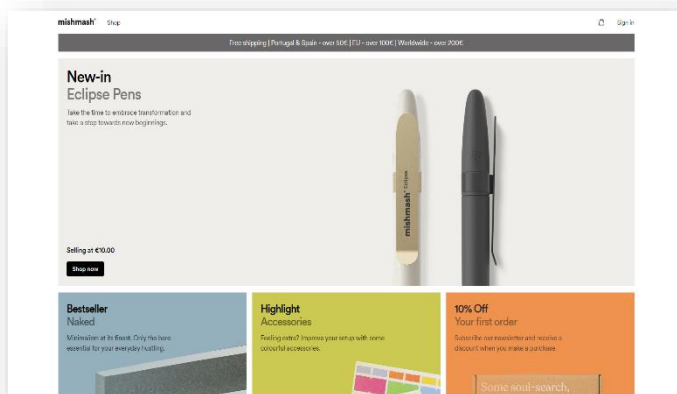 mishmash® Shop Sign in
Free shipping | Portugal & Spain - over 50€ | EU - over 100€ | Worldwide - over 200€
New-in
Eclipse Pens
Take the time to embrace transformation and
take a step towards new beginnings.
mishmash® Eclipse
Selling at €10.00
Shop now
Bestseller
Naked
Minimalism at its finest. Only the bare
essential for your everyday hustling.
Highlight
Accessories
Feeling extra? Improve your setup with some
colourful accessories.
10% Off
Your first order
Subscribe our newsletter and receive a
discount when you make a purchase.
Some soul-search,